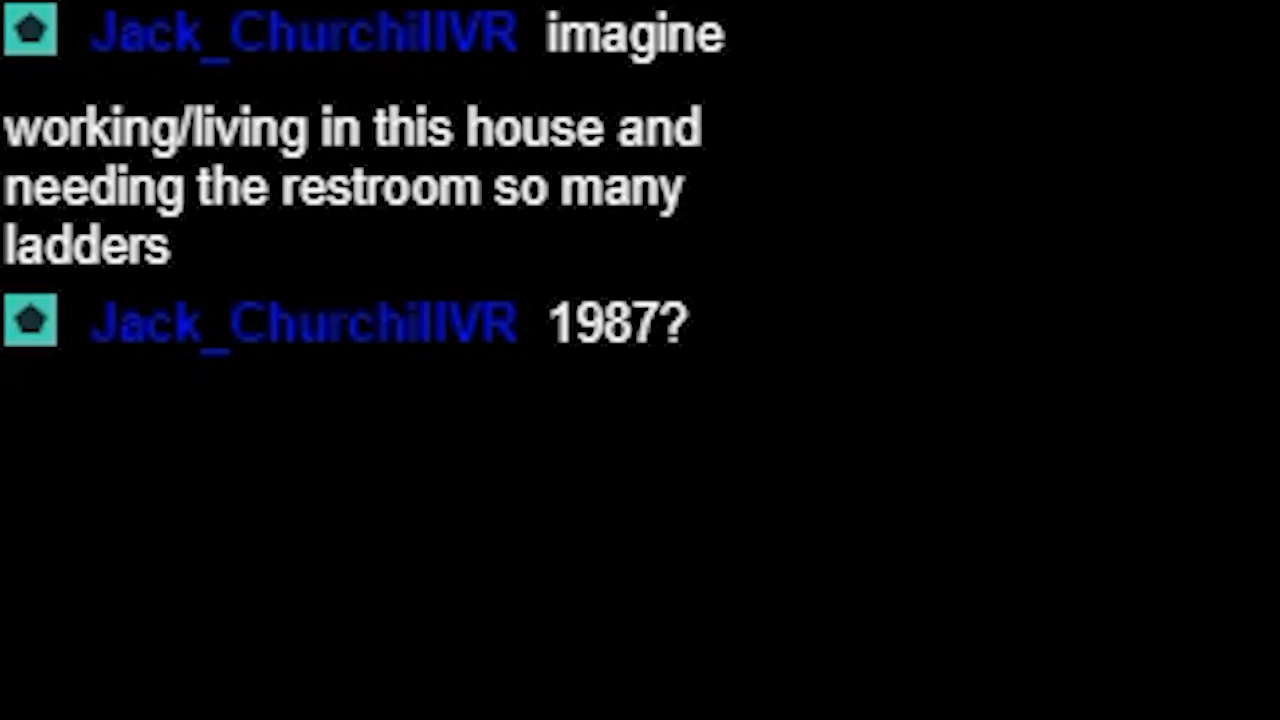 Jack_ChurchillVR imagine
working/living in this house and
needing the restroom so many
ladders
Jack_ChurchillVR 1987?